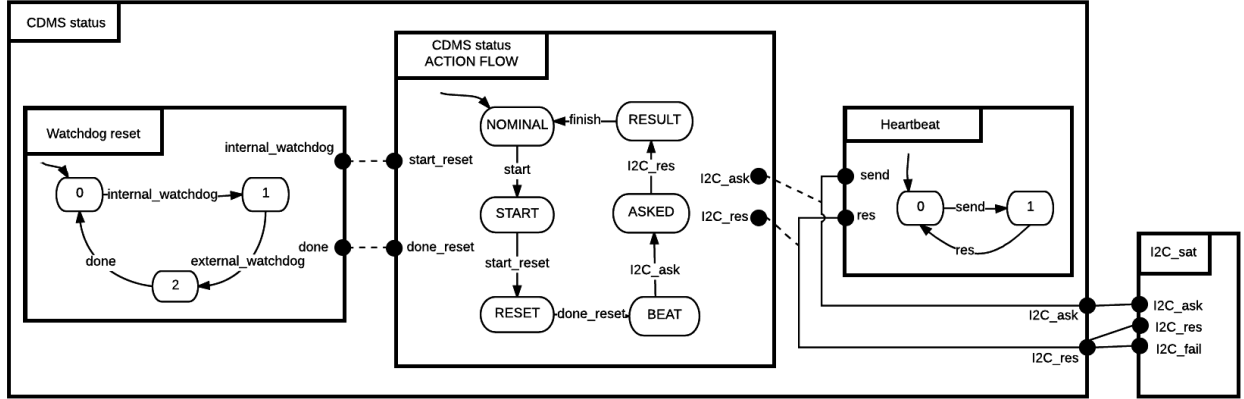 CDMS status
CDMS status
ACTION FLOW
Watchdog reset
0
internal_watchdog
1
external_watchdog
2
done
internal_watchdog
done
start_reset
done_reset
NOMINAL
start
START
start_reset
RESET
done_reset
BEAT
I2C_ask
ASKED
I2C_res
RESULT
finish
I2C_ask
I2C_res
Heartbeat
send
res
0
send
1
res
I2C_ask
I2C_res
I2C_sat
I2C_ask
I2C_res
I2C_fail